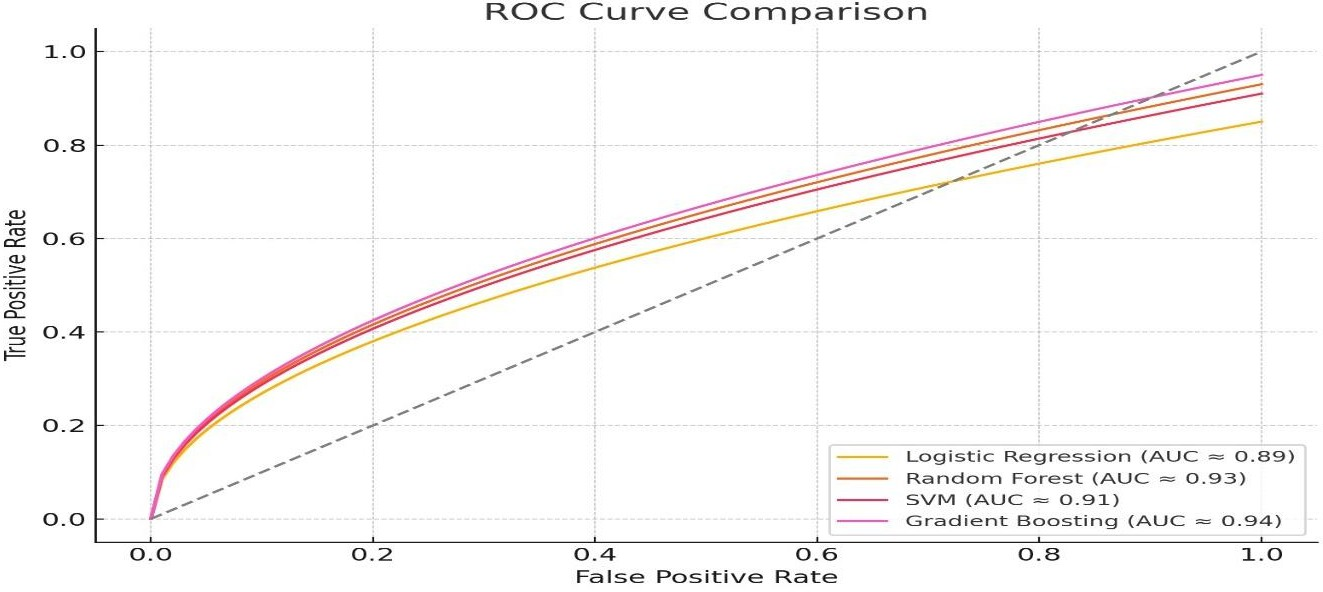 ROC Curve Comparison
1.0
0.8
0.6
0.4
0.2
0.0
True Positive Rate
Logistic Regression (AUC ≈ 0.89)
Random Forest (AUC ≈ 0.93)
SVM (AUC ≈ 0.91)
Gradient Boosting (AUC ≈ 0.94)
0.0 0.2 0.4 0.6 0.8 1.0
False Positive Rate